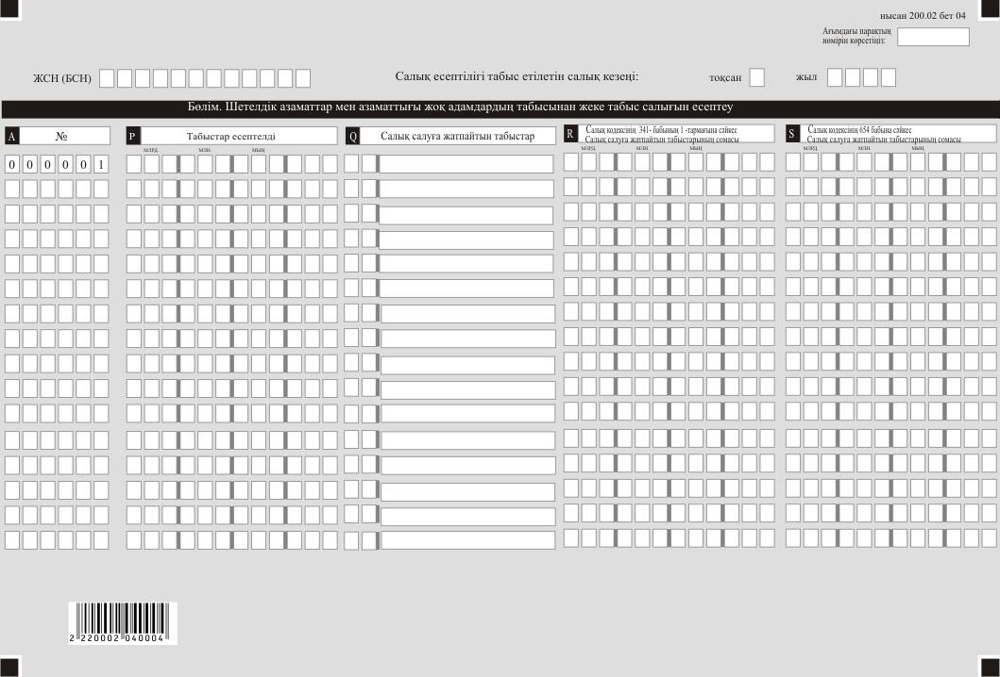 нысан 200.02 бет 04
Ағымдағы парақтың
нөмірін көрсетіңіз:
ЖСН (БСН) Салық есептілігі табыс етілетін салық кезеңі: тоқсан жыл
Бөлім. Шетелдік азаматтар мен азаматтығы жоқ адамдардың табысынан жеке табыс салығын есептеу
A № P Табыстар есептелді Q Салық салуға жатпайтын табыстар R Салық кодексінің 341- бабының 1 -тармағына сәйкес
Салық салуға жатпайтын табыстарының сомасы
S Салық кодексінің 654 бабына сәйкес
Салық салуға жатпайтын табыстарының сомасы
МЛРД. МЛН. МЫҢ МЛРД. МЛН. МЫҢ МЛРД. МЛН. МЫҢ
0 0 0 0 0 1
2 220002 040004